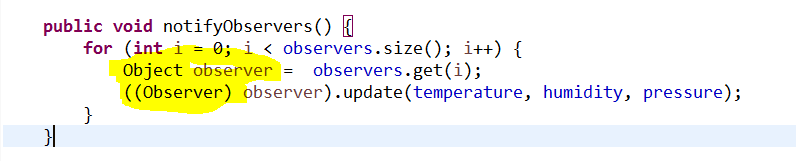 public void notifyObservers() {
for (int i = 0; i < observers.size(); i++) {
Object observer =  observers.get(i);
((Observer) observer).update(temperature, humidity, pressure);
}
}